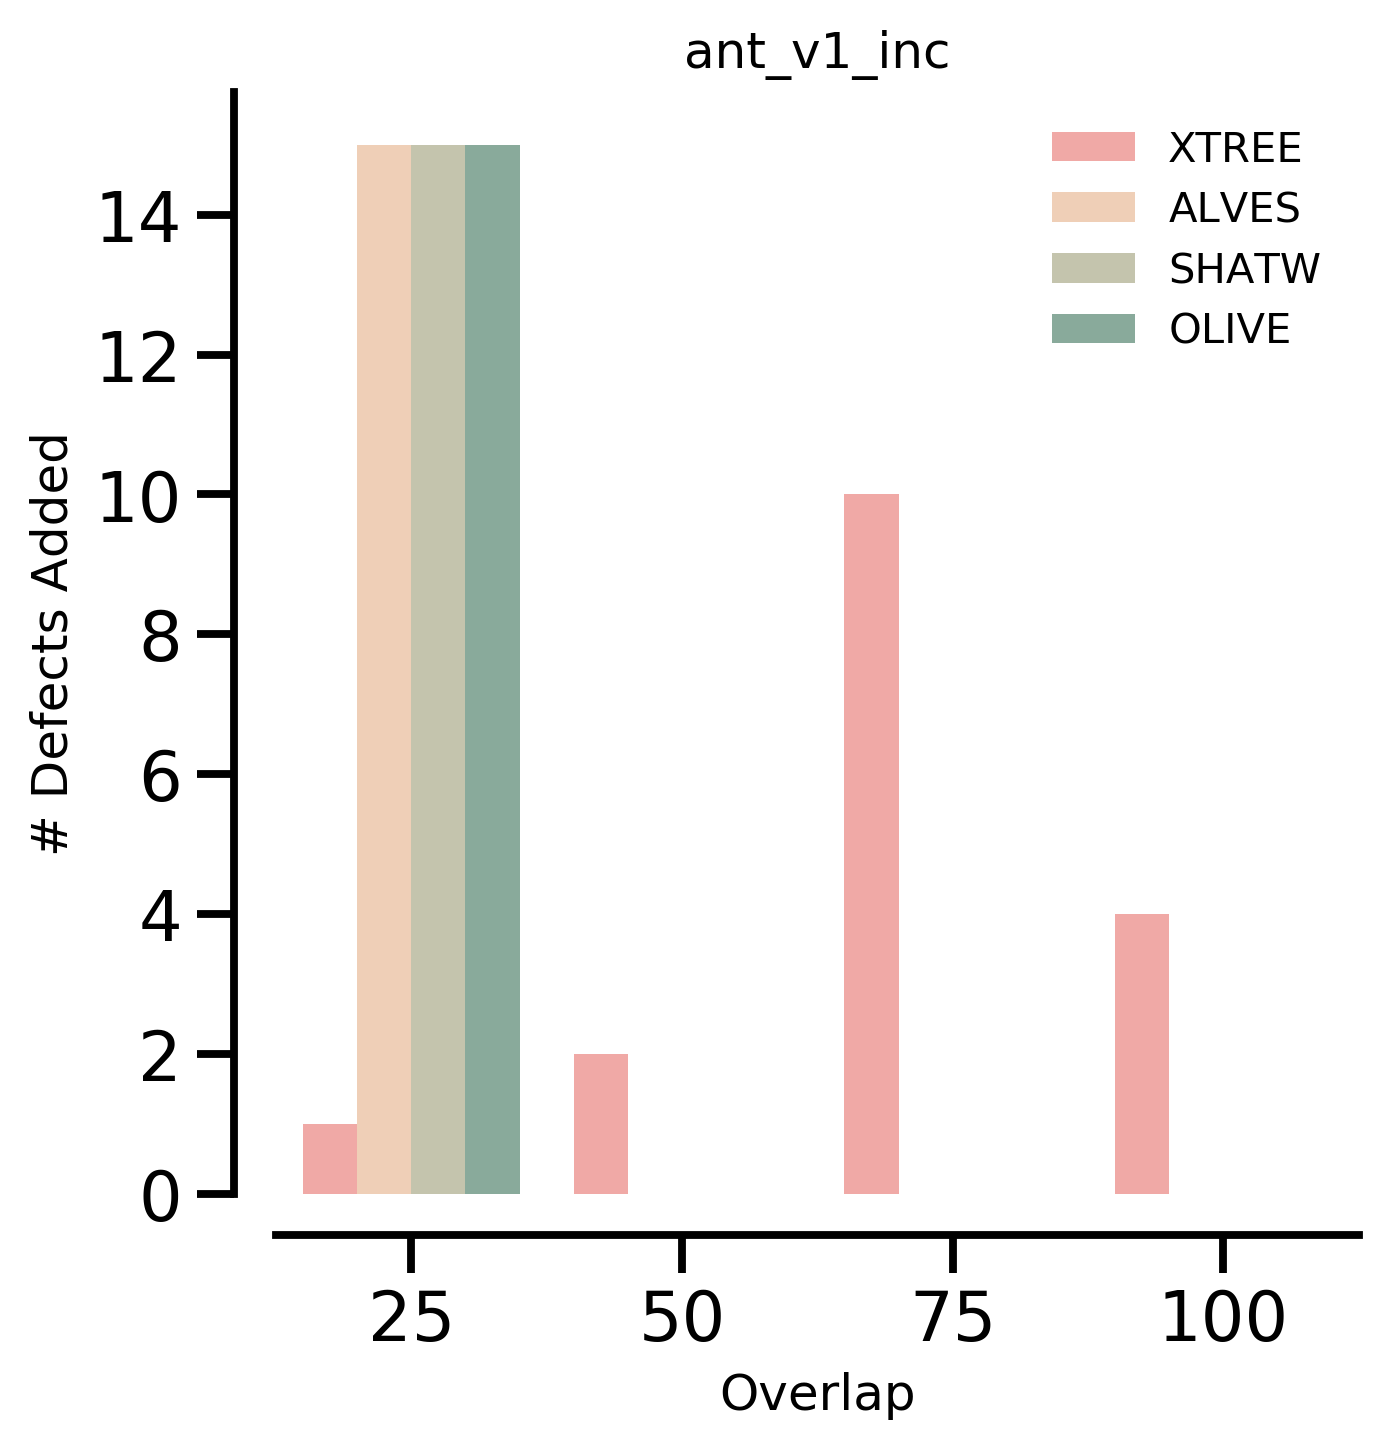 ant_v1_inc
XTREE
ALVES
SHATW
OLIVE
# Defects Added
14
12
10
8
6
4
2
0
25 50 75 100
Overlap